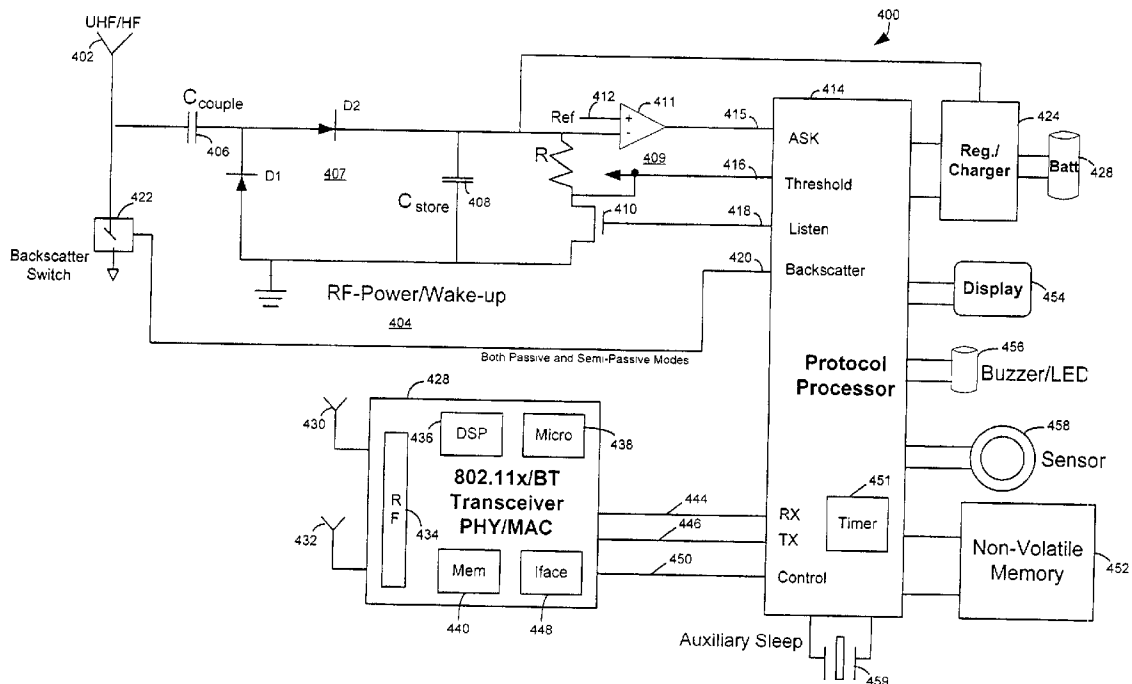 UHF/HF
402
400
C couple
406
D2
D1
407
C store
408
R
Ref
412
411
409
410
415
416
418
420
414
ASK
Threshold
Listen
Backscatter
424
Reg./
Charger
Batt
428
422
Backscatter
Switch
RF-Power/Wake-up
404
Both Passive and Semi-Passive Modes
Display
454
Protocol
Processor
456
Buzzer/LED
458
Sensor
428
430
432
RF
434
436
DSP
Micro
438
802.11x/BT
Transceiver
PHY/MAC
Mem
440
Iface
448
444
446
450
RX
TX
Control
451
Timer
Non-Volatile
Memory
452
Auxiliary Sleep
459